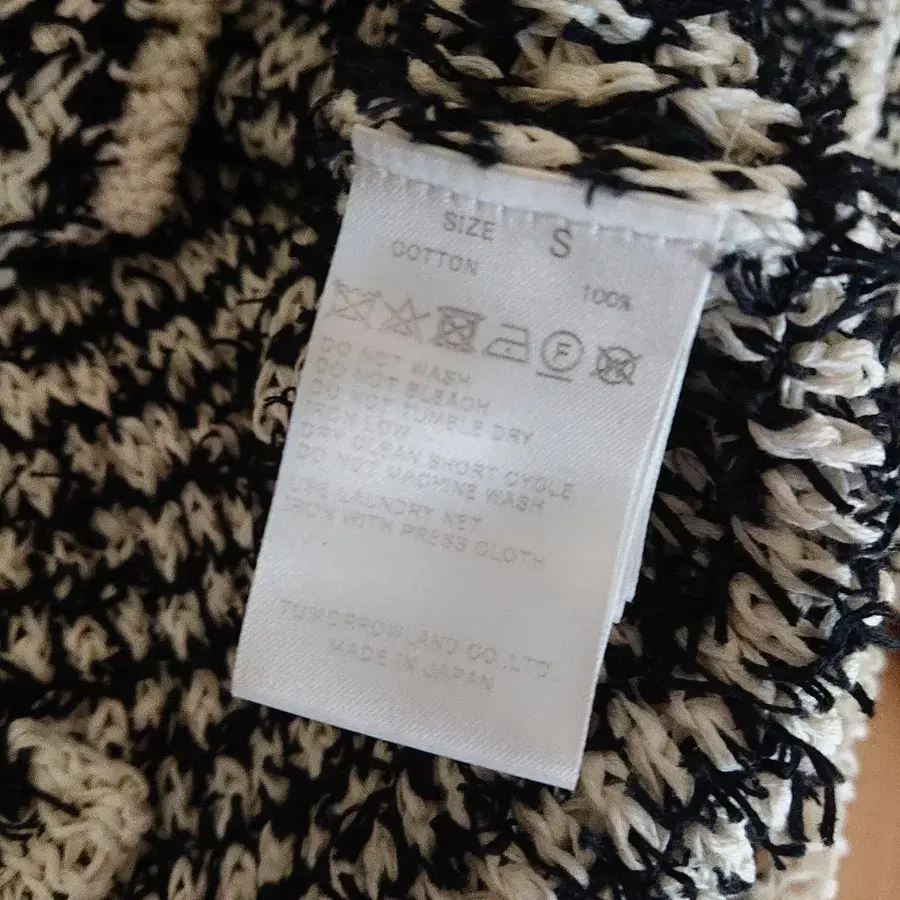 SIZE S
COTTON
100%
F
DO NOT WASH
DO NOT BLEACH
DO NOT TUMBLE DRY
IRON LOW
DRY CLEAN SHORT CYCLE
DO NOT MACHINE WASH
USE LAUNDRY NET
IRON WITH PRESS CLOTH
TOMORROWLAND CO.,LTD.
MADE IN JAPAN